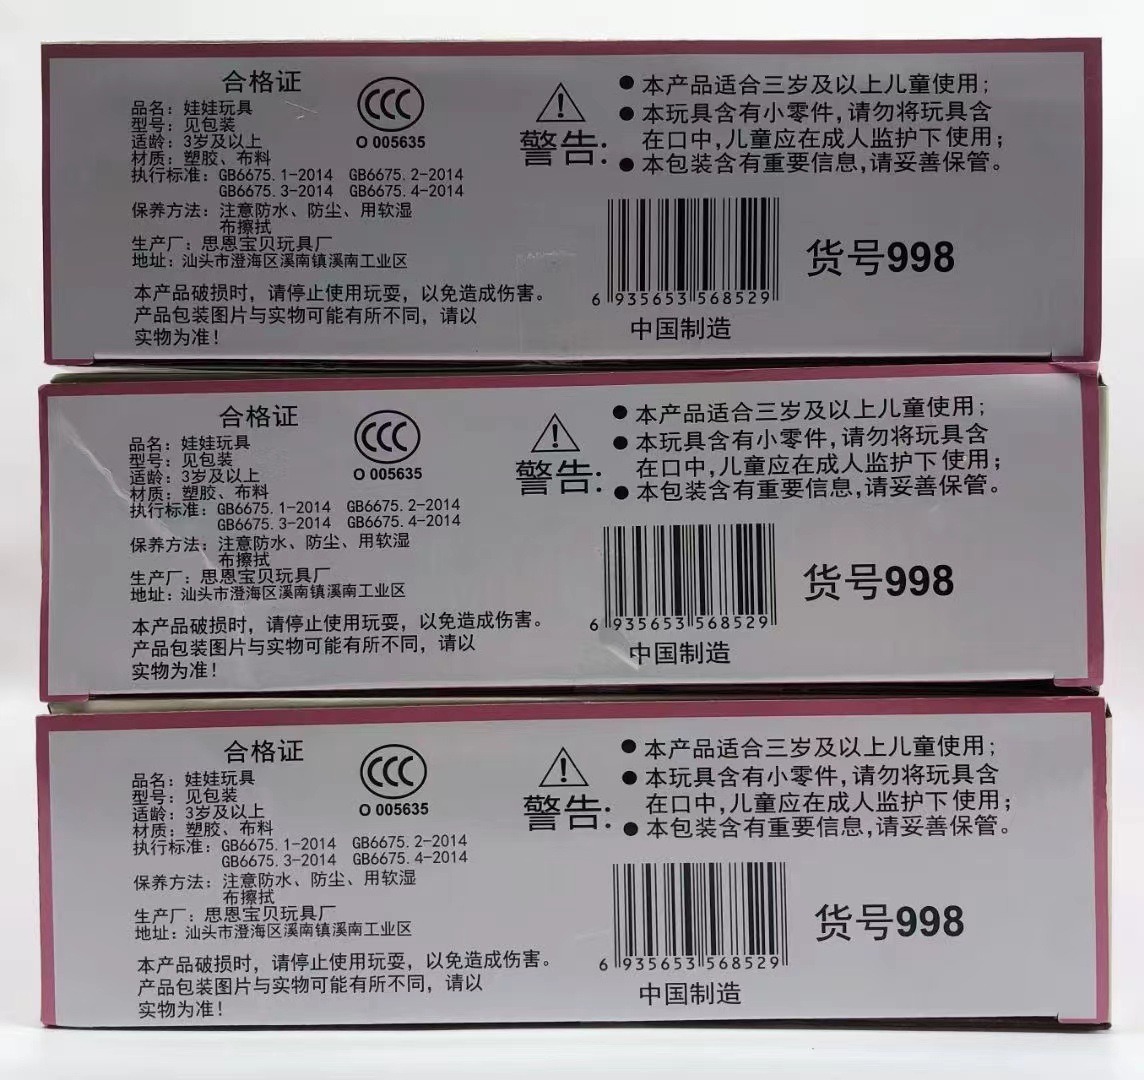 合格证
品名：娃娃玩具
型号：见包装
适龄：3岁及以上
材质：塑胶、布料
执行标准：GB6675.1-2014 GB6675.2-2014
GB6675.3-2014 GB6675.4-2014
保养方法：注意防水、防尘、用软湿
布擦拭
生产厂：思恩宝贝玩具厂
地址：汕头市澄海区溪南镇溪南工业区
本产品破损时，请停止使用玩耍，以免造成伤害。
产品包装图片与实物可能有所不同，请以
实物为准！
CCC
O 005635
警告:
●本产品适合三岁及以上儿童使用;
●本玩具含有小零件,请勿将玩具含
在口中,儿童应在成人监护下使用;
●本包装含有重要信息,请妥善保管。
6 935653 568529
中国制造
货号998
合格证
品名：娃娃玩具
型号：见包装
适龄：3岁及以上
材质：塑胶、布料
执行标准：GB6675.1-2014 GB6675.2-2014
GB6675.3-2014 GB6675.4-2014
保养方法：注意防水、防尘、用软湿
布擦拭
生产厂：思恩宝贝玩具厂
地址：汕头市澄海区溪南镇溪南工业区
本产品破损时，请停止使用玩耍，以免造成伤害。
产品包装图片与实物可能有所不同，请以
实物为准！
CCC
O 005635
警告:
●本产品适合三岁及以上儿童使用;
●本玩具含有小零件,请勿将玩具含
在口中,儿童应在成人监护下使用;
●本包装含有重要信息,请妥善保管。
6 935653 568529
中国制造
货号998
合格证
品名：娃娃玩具
型号：见包装
适龄：3岁及以上
材质：塑胶、布料
执行标准：GB6675.1-2014 GB6675.2-2014
GB6675.3-2014 GB6675.4-2014
保养方法：注意防水、防尘、用软湿
布擦拭
生产厂：思恩宝贝玩具厂
地址：汕头市澄海区溪南镇溪南工业区
本产品破损时，请停止使用玩耍，以免造成伤害。
产品包装图片与实物可能有所不同，请以
实物为准！
CCC
O 005635
警告:
●本产品适合三岁及以上儿童使用;
●本玩具含有小零件,请勿将玩具含
在口中,儿童应在成人监护下使用;
●本包装含有重要信息,请妥善保管。
6 935653 568529
中国制造
货号998